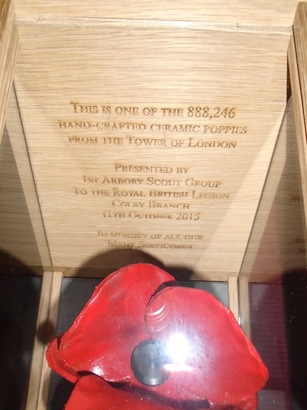 THIS IS ONE OF THE 888,246
HAND-CRAFTED CERAMIC POPPIES
FROM THE TOWER OF LONDON
PRESENTED BY
1ST ARBORY SCOUT GROUP
TO THE ROYAL BRITISH LEGION
COLBY BRANCH
11TH OCTOBER 2015
IN MEMORY OF ALL OUR
MANX SERVICEMEN